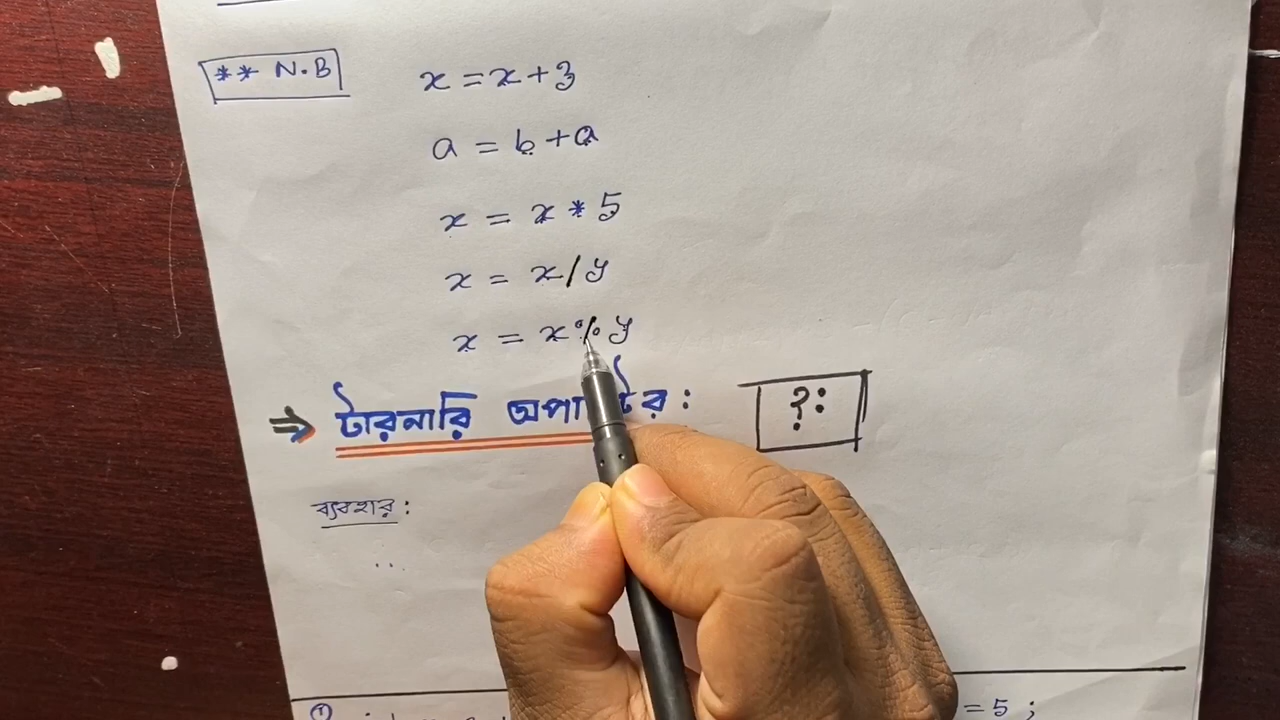 ** N.B
x = x + 3
a = b + a
x = x * 5
x = x / y
x = x % y
⇒ টারনারি : ?:
ব্যবহার :
...
= 5 ;